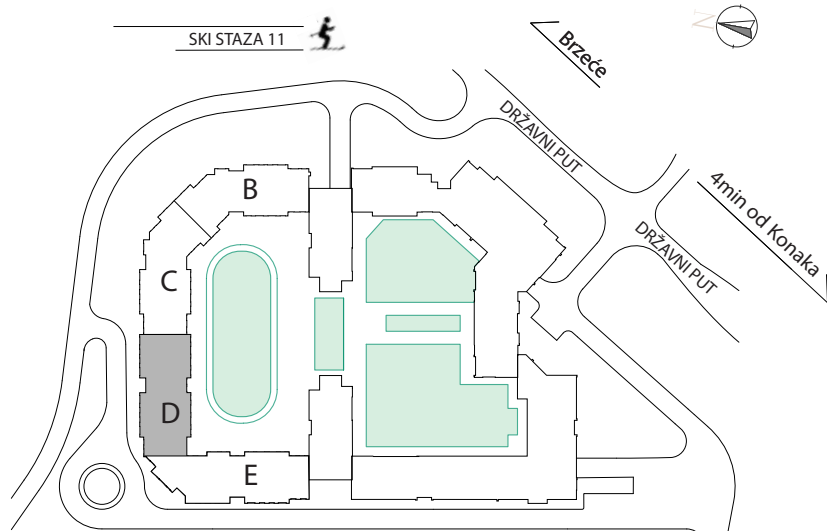 SKI STAZA 11
Brzeće
N
DRŽAVNI PUT
4min od Konaka
DRŽAVNI PUT
B
C
D
E